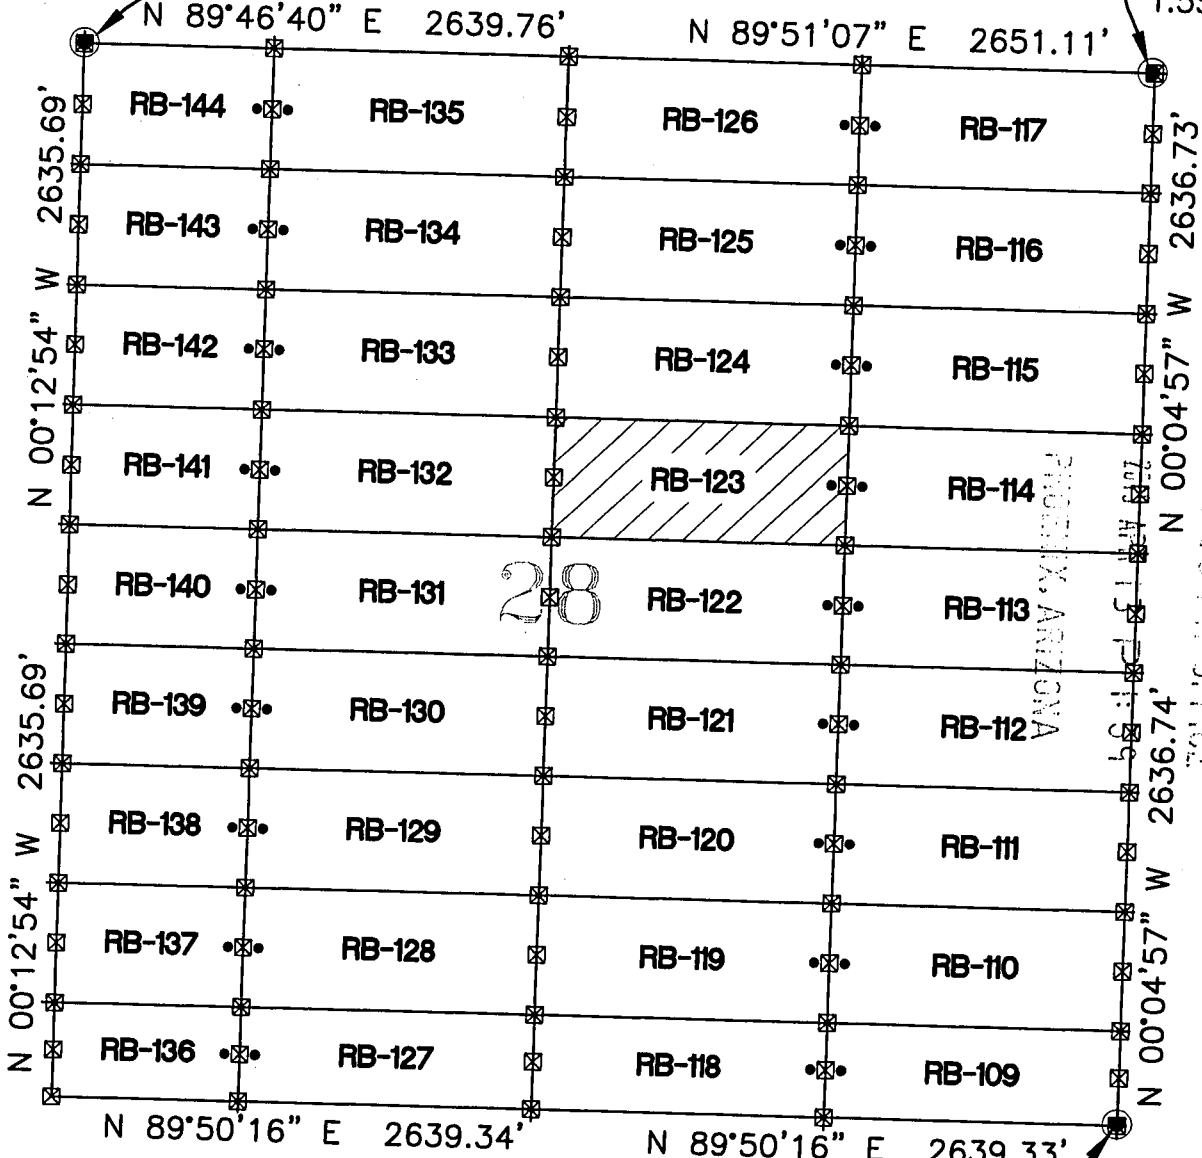 N 89°46'40" E 2639.76' N 89°51'07" E 2651.11'
RB-144 RB-135 RB-126 RB-117
2635.69' 2636.73'
RB-143 RB-134 RB-125 RB-116
RB-142 RB-133 RB-124 RB-115
N 00°12'54" W N 00°04'57" W
RB-141 RB-132 RB-123 RB-114
RB-140 RB-131 28 RB-122 RB-113
PHOENIX, ARIZONA
RB-139 RB-130 RB-121 RB-112
2635.69' 2636.74'
RB-138 RB-129 RB-120 RB-111
RB-137 RB-128 RB-119 RB-110
N 00°12'54" W N 00°04'57" W
RB-136 RB-127 RB-118 RB-109
N 89°50'16" E 2639.34' N 89°50'16" E 2639.33'